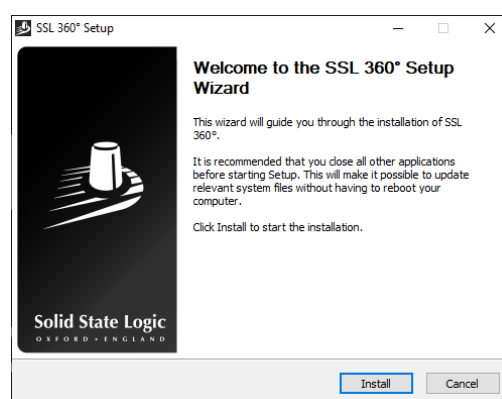 SSL 360° Setup
Welcome to the SSL 360° Setup
Wizard
This wizard will guide you through the installation of SSL
360°.
It is recommended that you close all other applications
before starting Setup. This will make it possible to update
relevant system files without having to reboot your
computer.
Click Install to start the installation.
Solid State Logic
OXFORD • ENGLAND
Install
Cancel